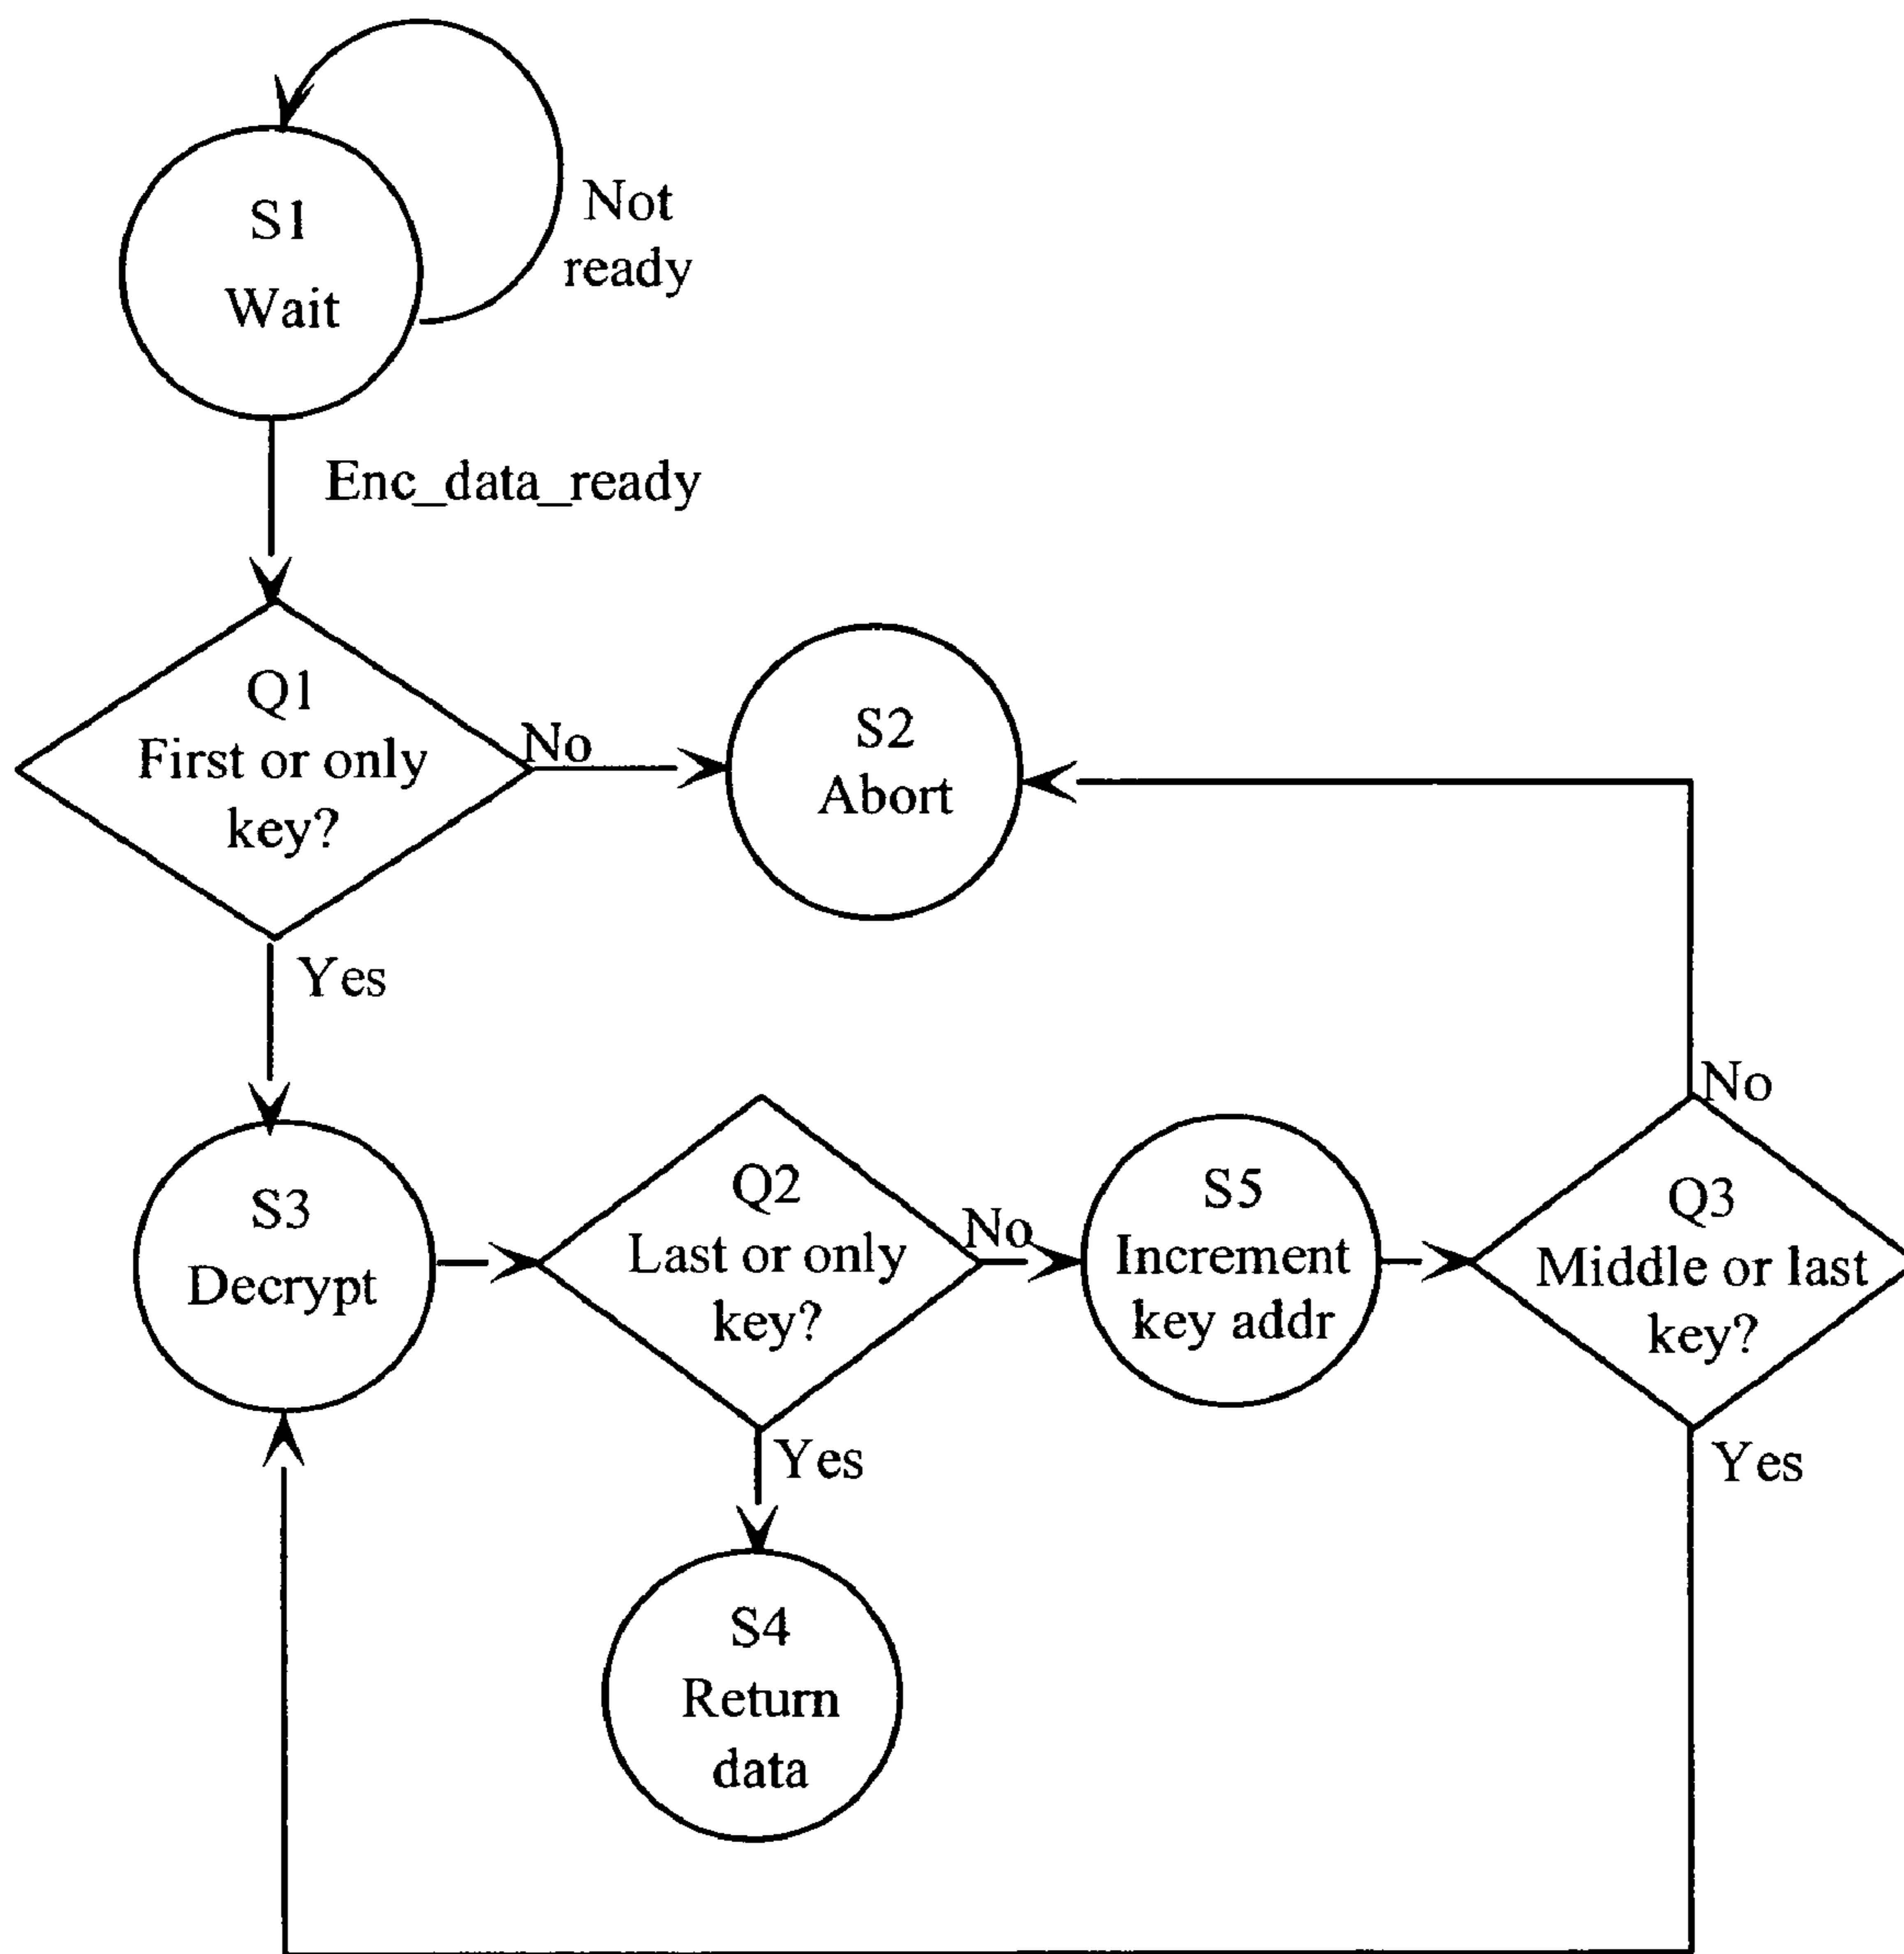 S1
Wait
Not
ready
Enc_data_ready
Q1
First or only
key?
No
S2
Abort
Yes
No
S3
Decrypt
Q2
Last or only
key?
No
S5
Increment
key addr
Q3
Middle or last
key?
Yes
Yes
S4
Return
data